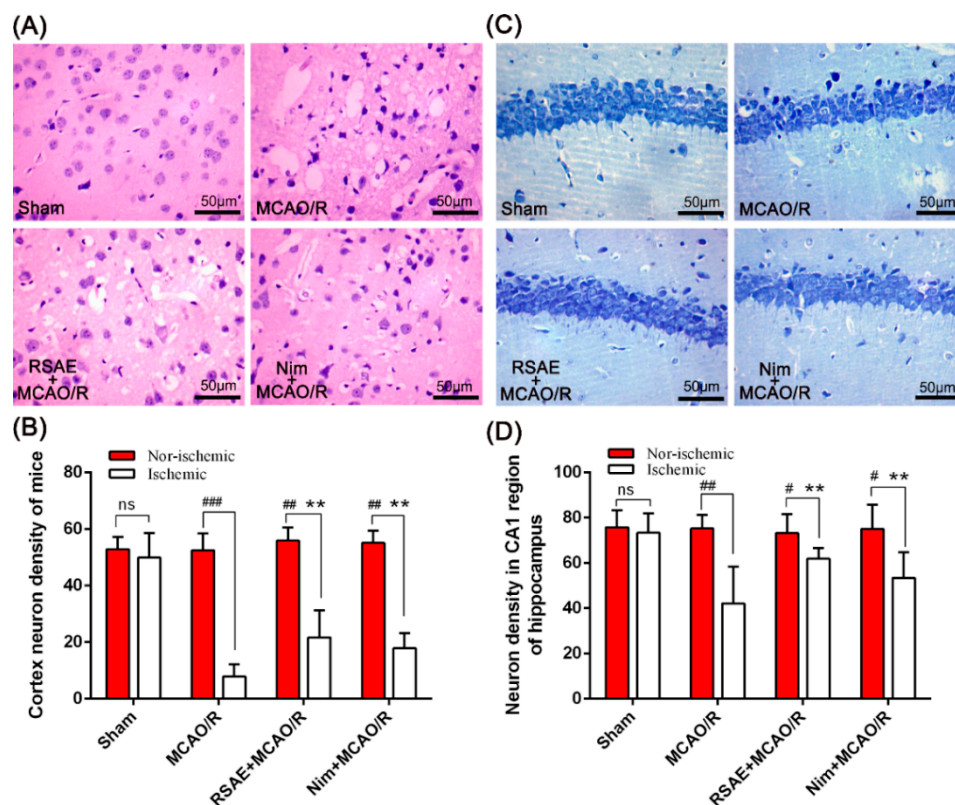 (A)
Sham
50µm
MCAO/R
50µm
RSAE
+
MCAO/R
50µm
Nim
+
MCAO/R
50µm
(C)
Sham
50µm
MCAO/R
50µm
RSAE
+
MCAO/R
50µm
Nim
+
MCAO/R
50µm
(B)
Nor-ischemic
Ischemic
Cortex neuron density of mice
80
60
40
20
0
ns
###
## **
## **
Sham
MCAO/R
RSAE+MCAO/R
Nim+MCAO/R
(D)
Nor-ischemic
Ischemic
Neuron density in CA1 region
of hippocampus
100
80
60
40
20
0
ns
##
# **
# **
Sham
MCAO/R
RSAE+MCAO/R
Nim+MCAO/R